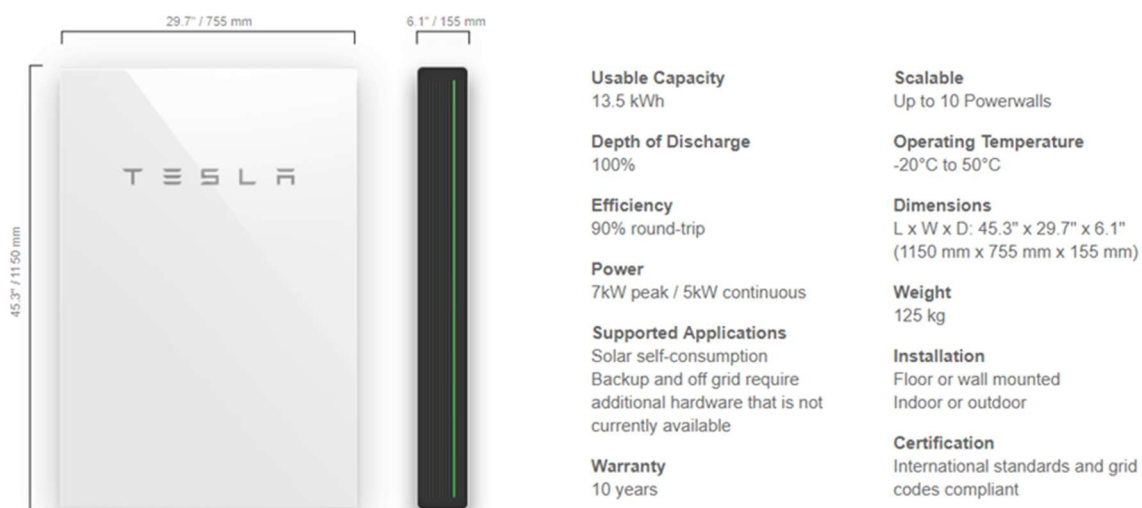 29.7" / 755 mm
6.1" / 155 mm
45.3" / 1150 mm
TESLA
Usable Capacity
13.5 kWh
Depth of Discharge
100%
Efficiency
90% round-trip
Power
7kW peak / 5kW continuous
Supported Applications
Solar self-consumption
Backup and off grid require
additional hardware that is not
currently available
Warranty
10 years
Scalable
Up to 10 Powerwalls
Operating Temperature
-20°C to 50°C
Dimensions
L x W x D: 45.3" x 29.7" x 6.1"
(1150 mm x 755 mm x 155 mm)
Weight
125 kg
Installation
Floor or wall mounted
Indoor or outdoor
Certification
International standards and grid
codes compliant